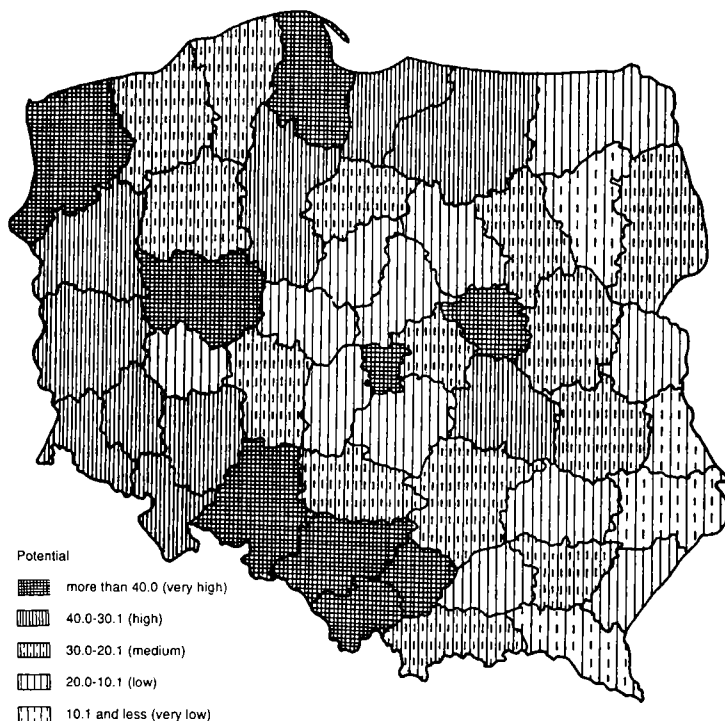 Potential
more than 40.0 (very high)
40.0-30.1 (high)
30.0-20.1 (medium)
20.0-10.1 (low)
10.1 and less (very low)